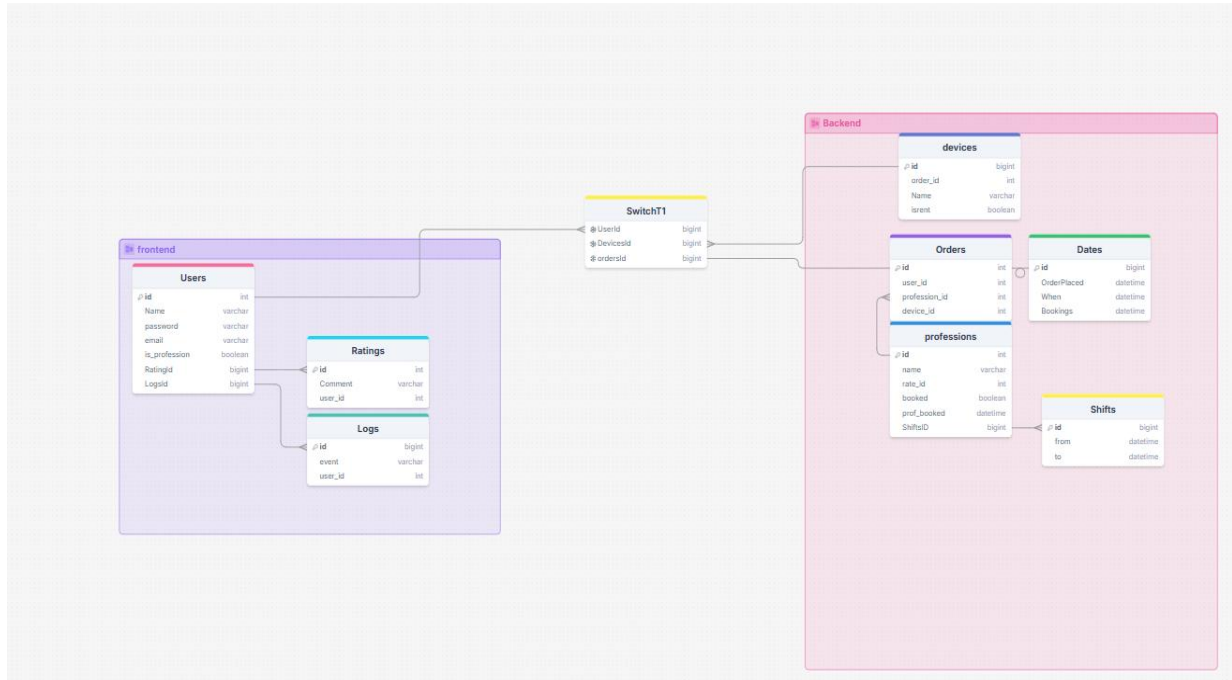 Backend
devices
id bigint
order_id int
Name varchar
isrent boolean
SwitchT1
UserId bigint
DevicesId bigint
ordersId bigint
frontend
Users
id int
Name varchar
password varchar
email varchar
is_profession boolean
RatingId bigint
LogsId bigint
Ratings
id int
Comment varchar
user_id int
Logs
id bigint
event varchar
user_id int
Orders
id int
user_id int
profession_id int
device_id int
Dates
id bigint
OrderPlaced datetime
When datetime
Bookings datetime
professions
id int
name varchar
rate_id int
booked boolean
prof_booked datetime
ShiftsID bigint
Shifts
id bigint
from datetime
to datetime